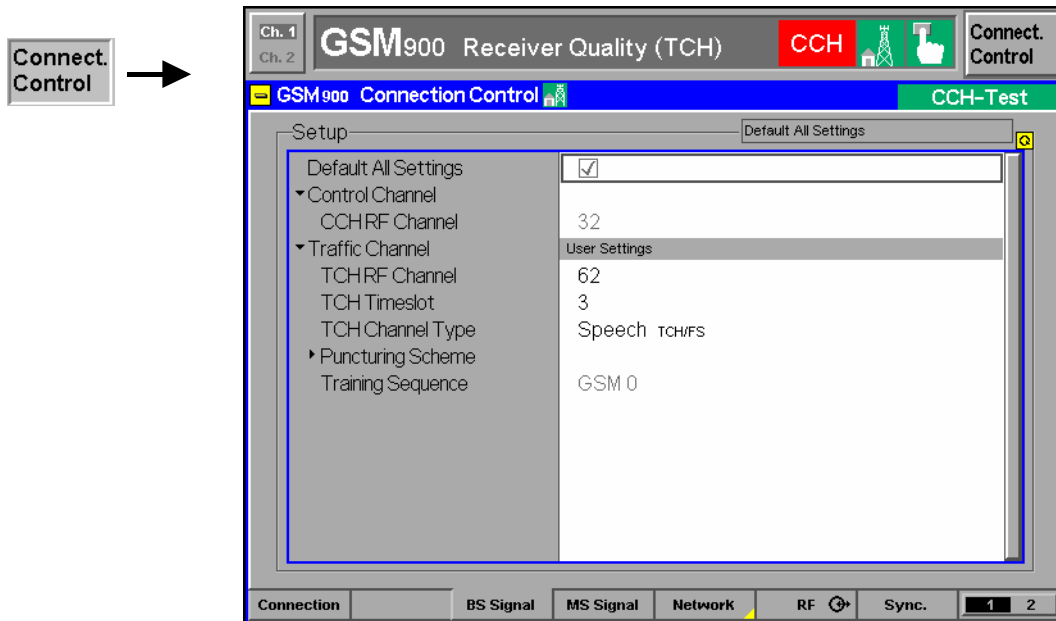 Connect.
Control
Ch. 1
Ch. 2
GSM900 Receiver Quality (TCH)
CCH
Connect.
Control
GSM900 Connection Control
CCH-Test
Setup
Default All Settings
Default All Settings
Control Channel
CCH RF Channel 32
Traffic Channel User Settings
TCH RF Channel 62
TCH Timeslot 3
TCH Channel Type Speech TCH/FS
Puncturing Scheme
Training Sequence GSM 0
Connection BS Signal MS Signal Network RF Sync. 1 2